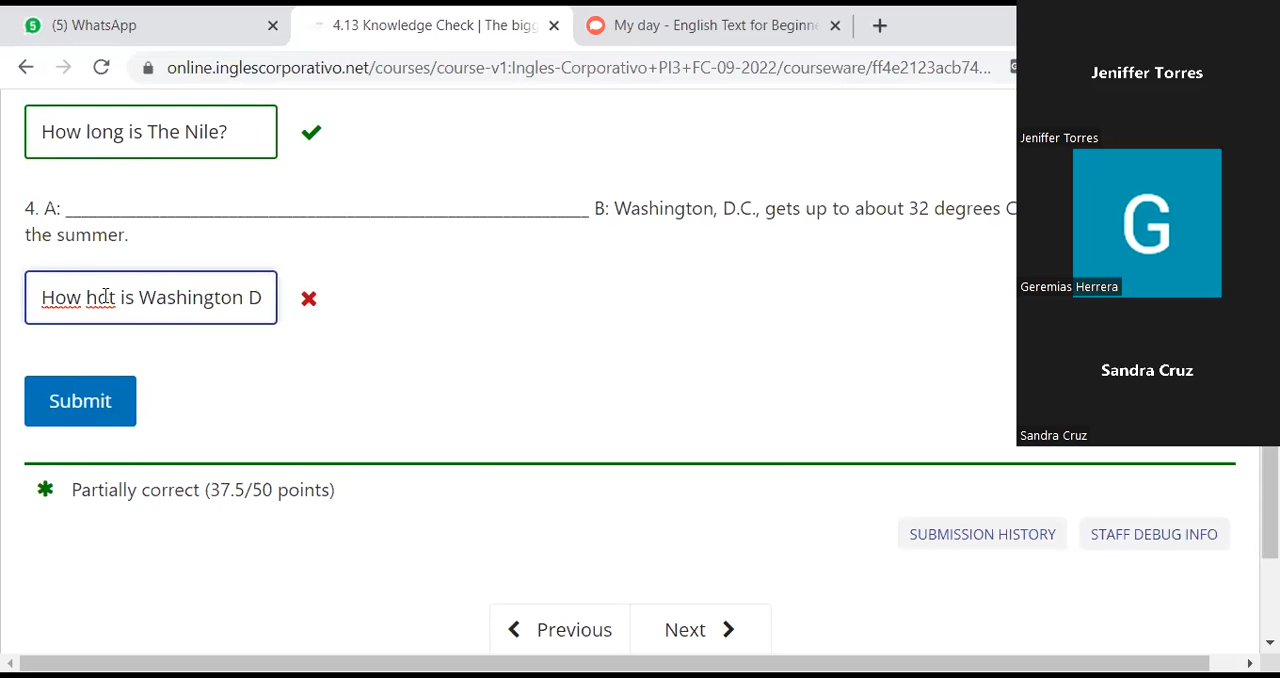 (5) WhatsApp
4.13 Knowledge Check | The bigg
My day - English Text for Beginne
online.inglescorporativo.net/courses/course-v1:Ingles-Corporativo+PI3+FC-09-2022/courseware/ff4e2123acb74...
Jeniffer Torres
Jeniffer Torres
How long is The Nile?
4. A: ______________________________________________________ B: Washington, D.C., gets up to about 32 degrees C
the summer.
G
Geremias Herrera
How hot is Washington D
Sandra Cruz
Submit
Sandra Cruz
Partially correct (37.5/50 points)
SUBMISSION HISTORY
STAFF DEBUG INFO
Previous
Next